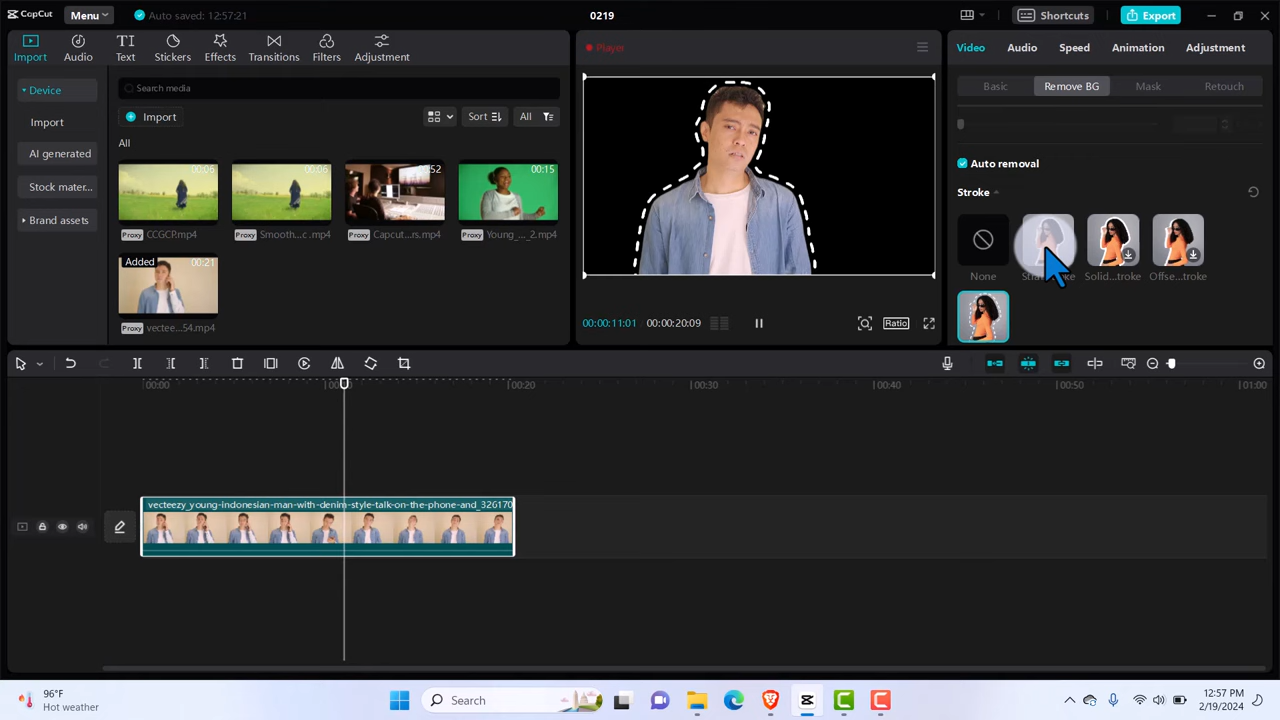 CapCut
Menu
Auto saved: 12:57:21
0219
Shortcuts
Export
Import
Audio
Text
Stickers
Effects
Transitions
Filters
Adjustment
Device
Import
AI generated
Stock mater...
Brand assets
Search media
Import
Sort
All
All
00:06
00:06
:52
00:15
Proxy CCGCP.mp4
Proxy Smooth...c .mp4
Proxy Capcut...rs.mp4
Proxy Young_..._2.mp4
Added
00:21
Proxy vectee...54.mp4
Player
00:00:11:01
00:00:20:09
Ratio
Video
Audio
Speed
Animation
Adjustment
Basic
Remove BG
Mask
Retouch
Auto removal
Stroke
None
Solid...troke
Offse...troke
00:00
00:20
00:30
00:40
00:50
01:00
vecteezy_young-indonesian-man-with-denim-style-talk-on-the-phone-and_326170
96°F
Hot weather
Search
12:57 PM
2/19/2024